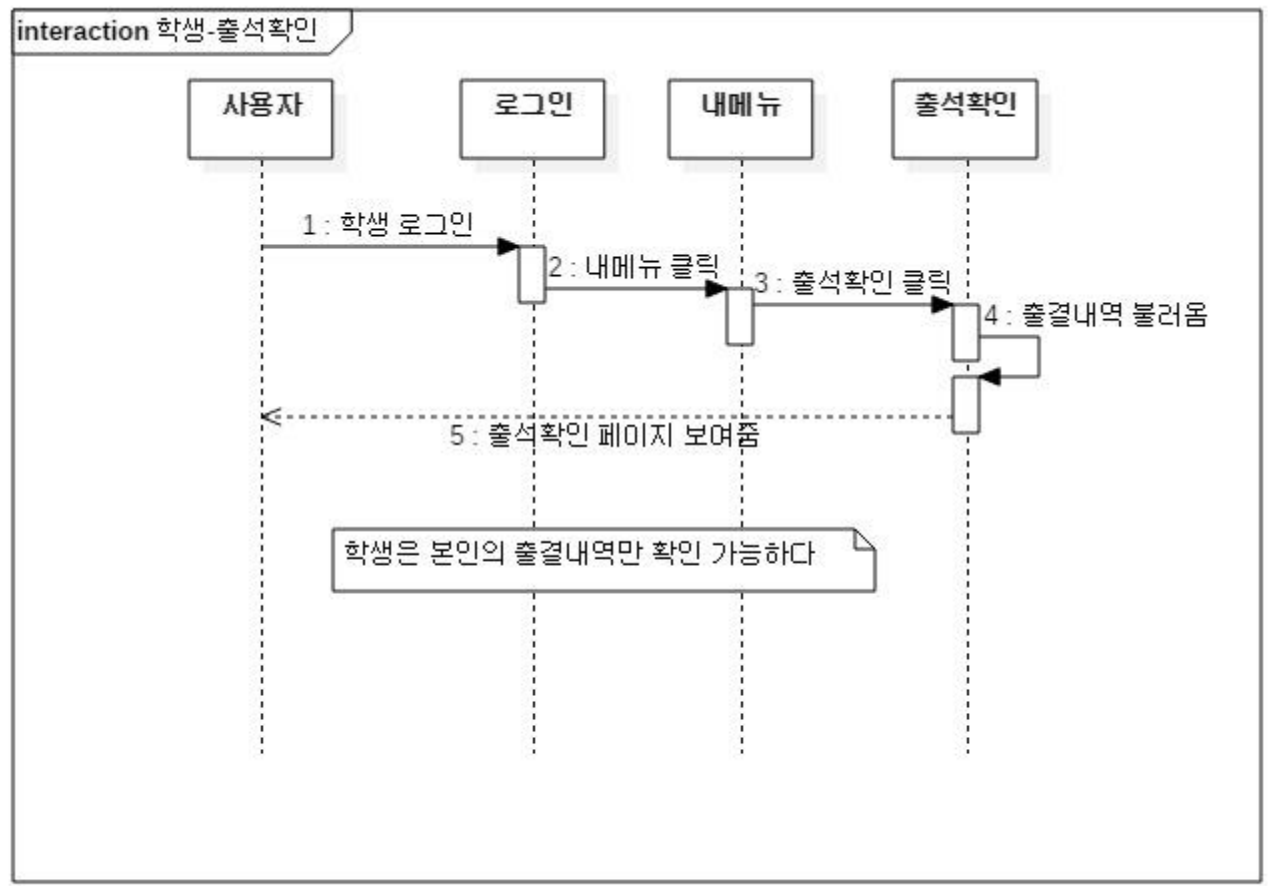 interaction 학생-출석확인
사용자
로그인
내메뉴
출석확인
1 : 학생 로그인
2 : 내메뉴 클릭
3 : 출석확인 클릭
4 : 출결내역 불러옴
5 : 출석확인 페이지 보여줌
학생은 본인의 출결내역만 확인 가능하다